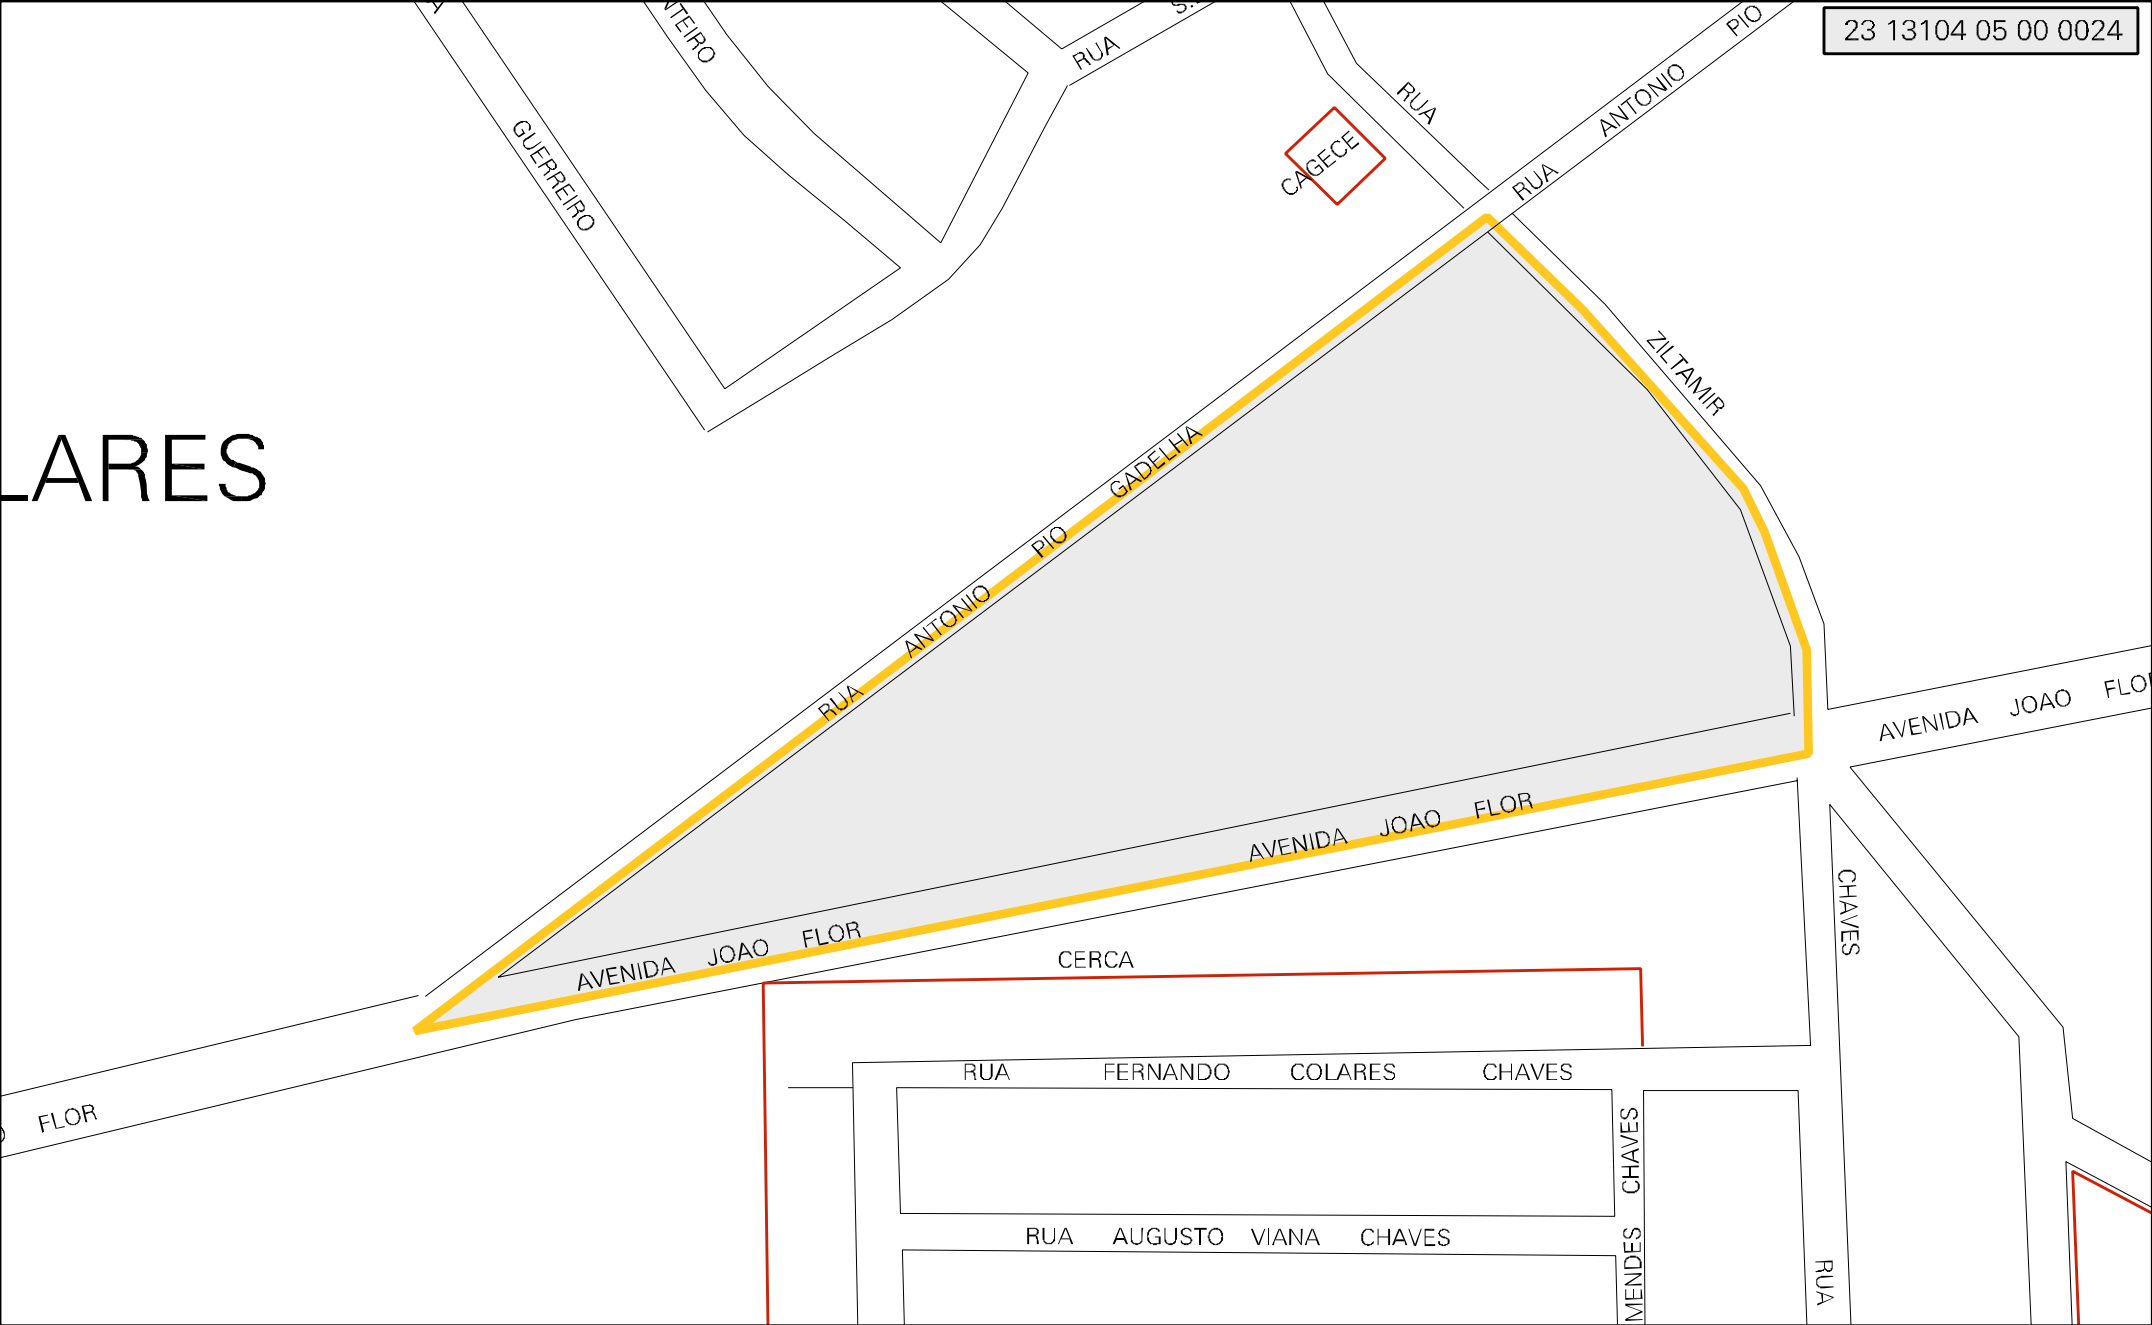 23 13104 05 00 0024
NTEIRO
RUA
PIO
ANTONIO
RUA
RUA
GUERREIRO
CAGECE
ZILTAMIR
LARES
GADELHA
PIO
ANTONIO
RUA
AVENIDA JOAO FLOR
AVENIDA JOAO FLOR
AVENIDA JOAO FLOR
CHAVES
CERCA
RUA FERNANDO COLARES CHAVES
FLOR
CHAVES
RUA AUGUSTO VIANA CHAVES
MENDES
RUA